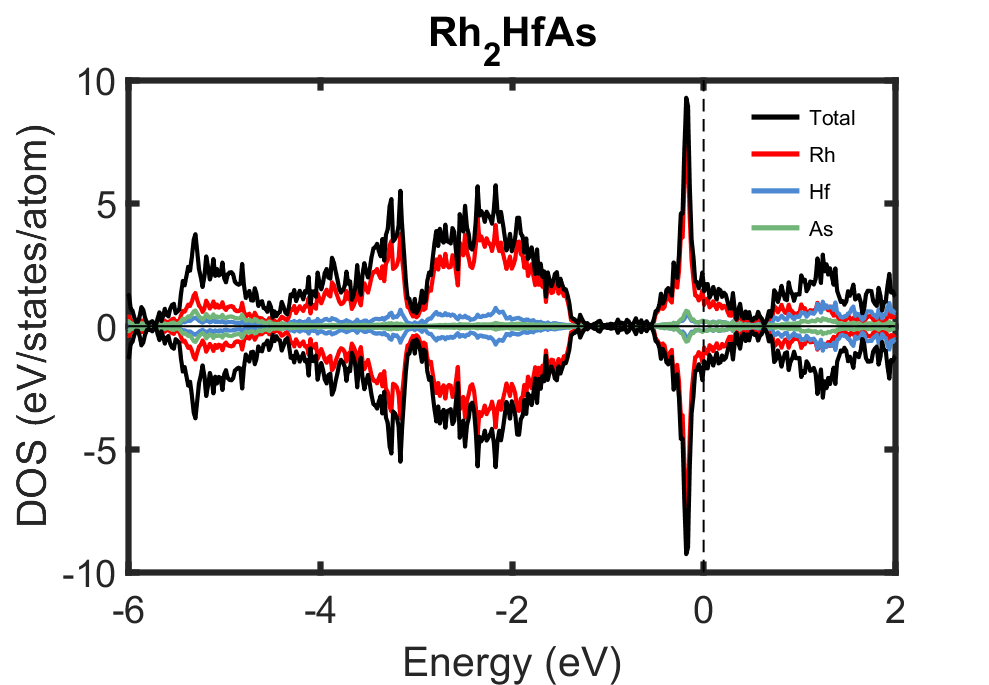 Rh2HfAs
10
5
0
-5
-10
DOS (eV/states/atom)
Total
Rh
Hf
As
-6
-4
-2
0
2
Energy (eV)